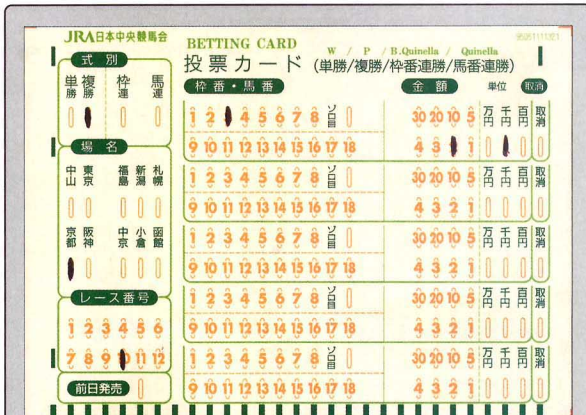 JRA日本中央競馬会
BETTING CARD
W / P / B.Quinella / Quinella
投票カード (単勝/複勝/枠番連勝/馬番連勝)
式別
単勝 複勝 枠連 馬連
場名
中山 東京 福島 新潟 札幌
京都 阪神 中京 小倉 函館
レース番号
1 2 3 4 5 6
7 8 9 11 12
前日発売
枠番・馬番 金額 単位 取消
1 2 4 5 6 7 8 ゾロ目 30 20 10 5 万円 千円 百円 取消
9 10 11 12 13 14 15 16 17 18 4 3 1
1 2 3 4 5 6 7 8 ゾロ目 30 20 10 5 万円 千円 百円 取消
9 10 11 12 13 14 15 16 17 18 4 3 2 1
1 2 3 4 5 6 7 8 ゾロ目 30 20 10 5 万円 千円 百円 取消
9 10 11 12 13 14 15 16 17 18 4 3 2 1
1 2 3 4 5 6 7 8 ゾロ目 30 20 10 5 万円 千円 百円 取消
9 10 11 12 13 14 15 16 17 18 4 3 2 1
1 2 3 4 5 6 7 8 ゾロ目 30 20 10 5 万円 千円 百円 取消
9 10 11 12 13 14 15 16 17 18 4 3 2 1